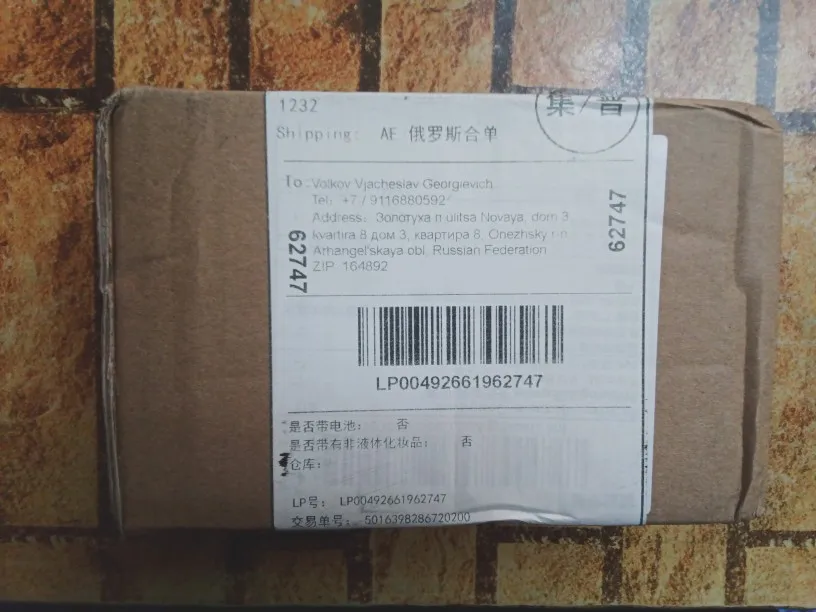 1232
集/普
Shipping: AE 俄罗斯合单
To: Volkov Vjacheslav Georgievich
Tel: +7 / 9116880592
Address: Золотуха п ulitsa Novaya, dom 3
kvartira 8 дом 3, квартира 8, Onezhsky r-n
Arhangel'skaya obl, Russian Federation
ZIP 164892
62747
62747
LP00492661962747
是否带电池: 否
是否带有非液体化妆品: 否
仓库:
LP号: LP00492661962747
交易单号: 5016398286720200